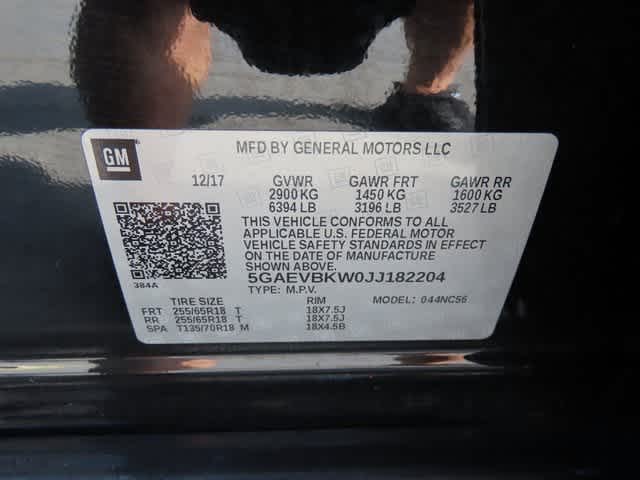 GM
MFD BY GENERAL MOTORS LLC
12/17 GVWR GAWR FRT GAWR RR
2900 KG 1450 KG 1600 KG
6394 LB 3196 LB 3527 LB
THIS VEHICLE CONFORMS TO ALL
APPLICABLE U.S. FEDERAL MOTOR
VEHICLE SAFETY STANDARDS IN EFFECT
ON THE DATE OF MANUFACTURE
SHOWN ABOVE.
384A
5GAEVBKW0JJ182204
TYPE: M.P.V. MODEL: 044NC56
TIRE SIZE RIM
FRT 255/65R18 T 18X7.5J
RR 255/65R18 T 18X7.5J
SPA T135/70R18 M 18X4.5B